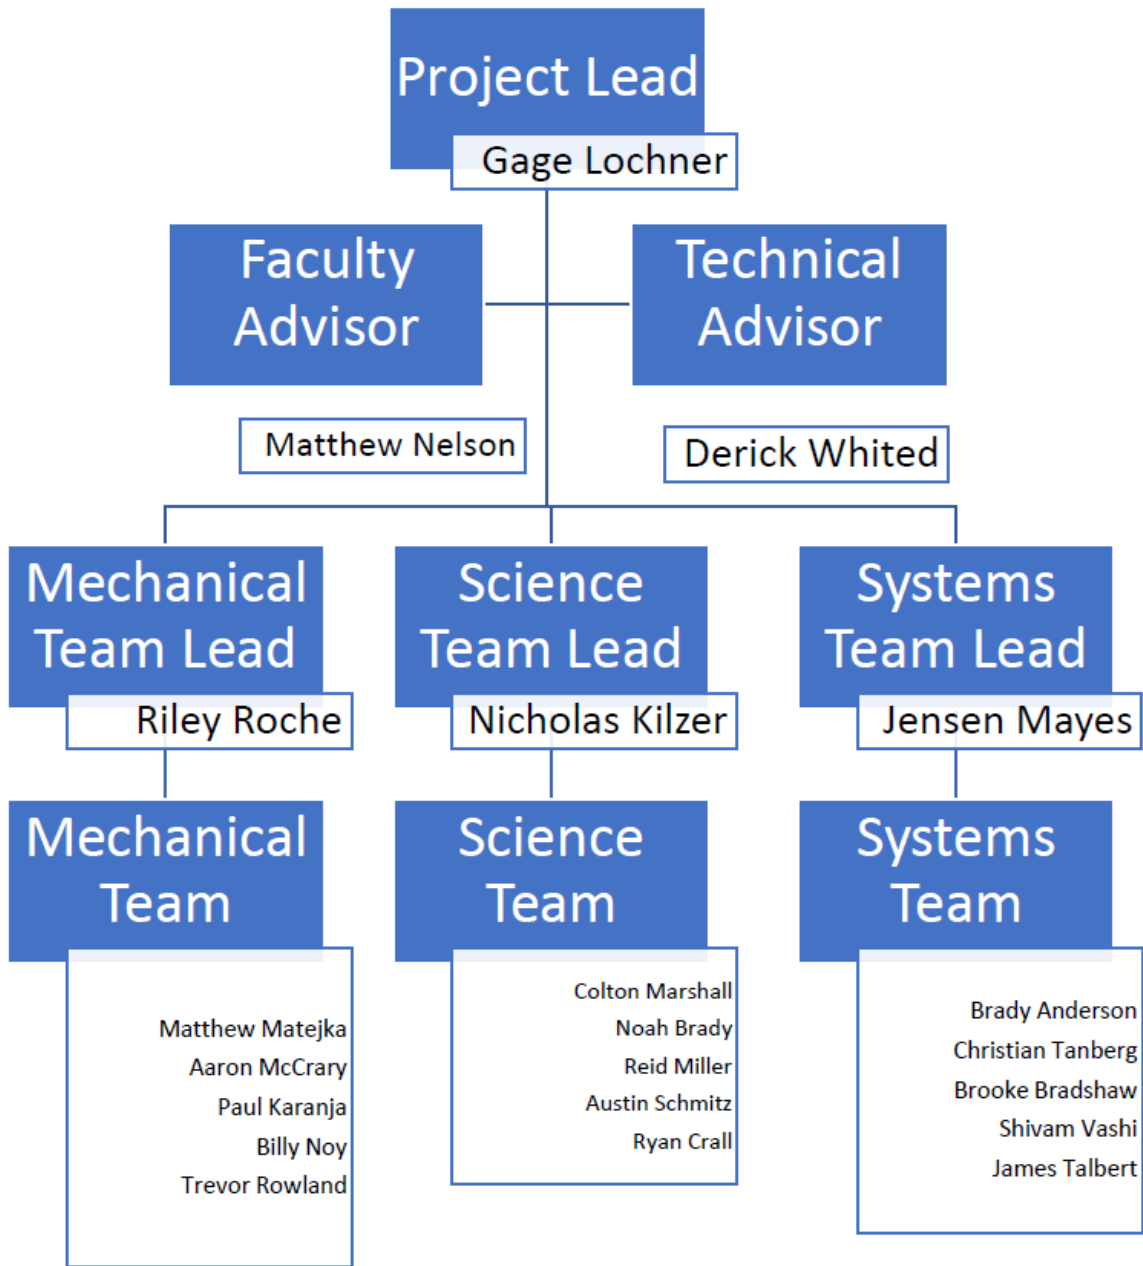 Project Lead
Gage Lochner
Faculty
Advisor
Technical
Advisor
Matthew Nelson
Derick Whited
Mechanical
Team Lead
Riley Roche
Science
Team Lead
Nicholas Kilzer
Systems
Team Lead
Jensen Mayes
Mechanical
Team
Matthew Matejka
Aaron McCrary
Paul Karanja
Billy Noy
Trevor Rowland
Science
Team
Colton Marshall
Noah Brady
Reid Miller
Austin Schmitz
Ryan Crall
Systems
Team
Brady Anderson
Christian Tanberg
Brooke Bradshaw
Shivam Vashi
James Talbert